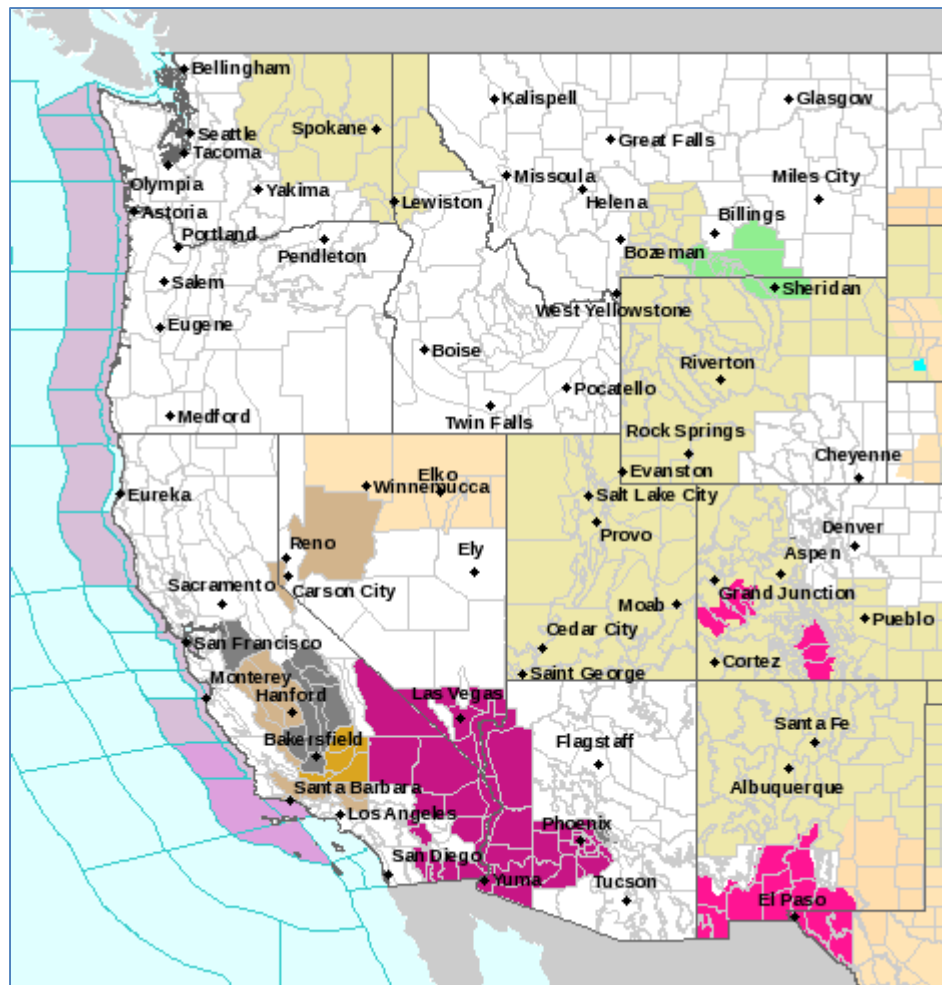 Bellingham
Kalispell
Glasgow
Spokane
Seattle
Great Falls
Tacoma
Missoula
Miles City
Olympia
Yakima
Helena
Lewiston
Astoria
Billings
Portland
Bozeman
Pendleton
Salem
Sheridan
West Yellowstone
Eugene
Boise
Riverton
Pocatello
Medford
Twin Falls
Rock Springs
Cheyenne
Elko
Evanston
Winnemucca
Eureka
Salt Lake City
Denver
Provo
Reno
Ely
Aspen
Sacramento
Carson City
Grand Junction
Moab
Pueblo
Cedar City
San Francisco
Cortez
Monterey
Saint George
Hanford
Las Vegas
Santa Fe
Bakersfield
Flagstaff
Albuquerque
Santa Barbara
Los Angeles
Phoenix
San Diego
Yuma
Tucson
El Paso